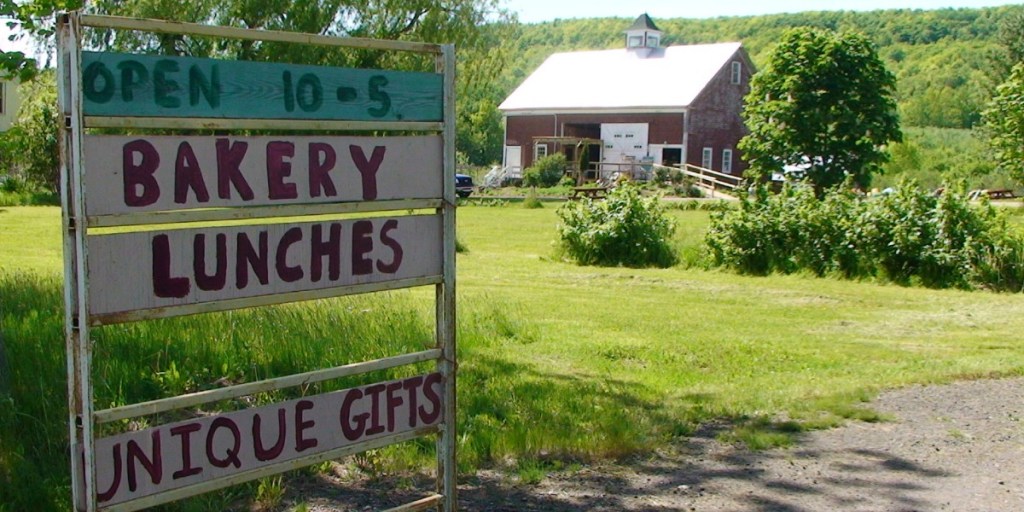 OPEN 10-5
BAKERY
LUNCHES
UNIQUE GIFTS